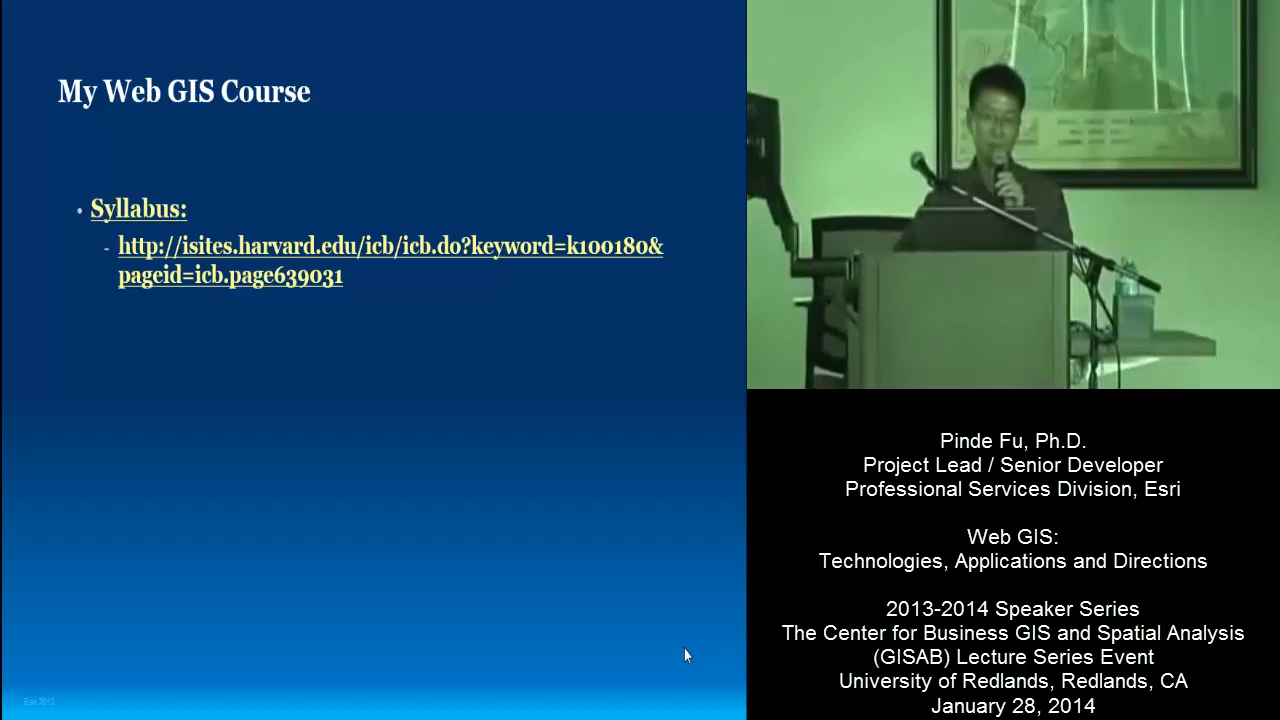 My Web GIS Course
• Syllabus:
- http://isites.harvard.edu/icb/icb.do?keyword=k100180&
pageid=icb.page639031
Esri 2012
Pinde Fu, Ph.D.
Project Lead / Senior Developer
Professional Services Division, Esri
Web GIS:
Technologies, Applications and Directions
2013-2014 Speaker Series
The Center for Business GIS and Spatial Analysis
(GISAB) Lecture Series Event
University of Redlands, Redlands, CA
January 28, 2014